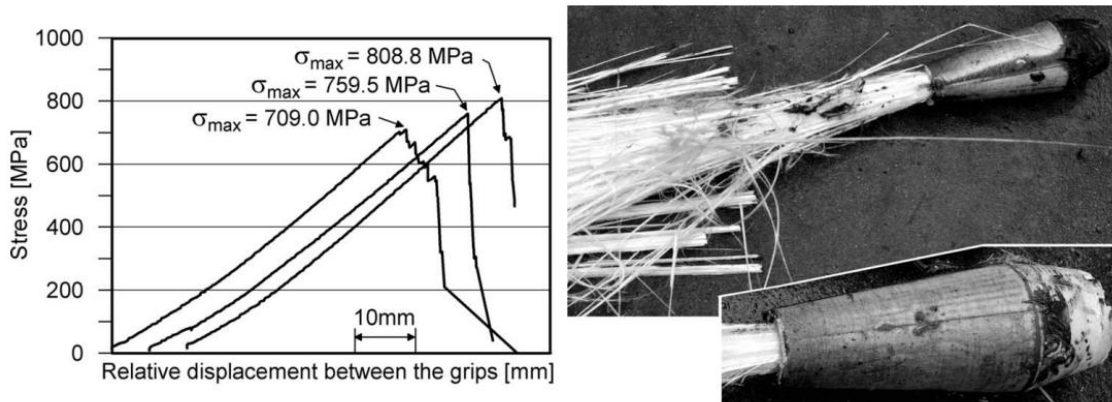 1000
800
600
400
200
0
Stress [MPa]
σmax = 808.8 MPa
σmax = 759.5 MPa
σmax = 709.0 MPa
10mm
Relative displacement between the grips [mm]